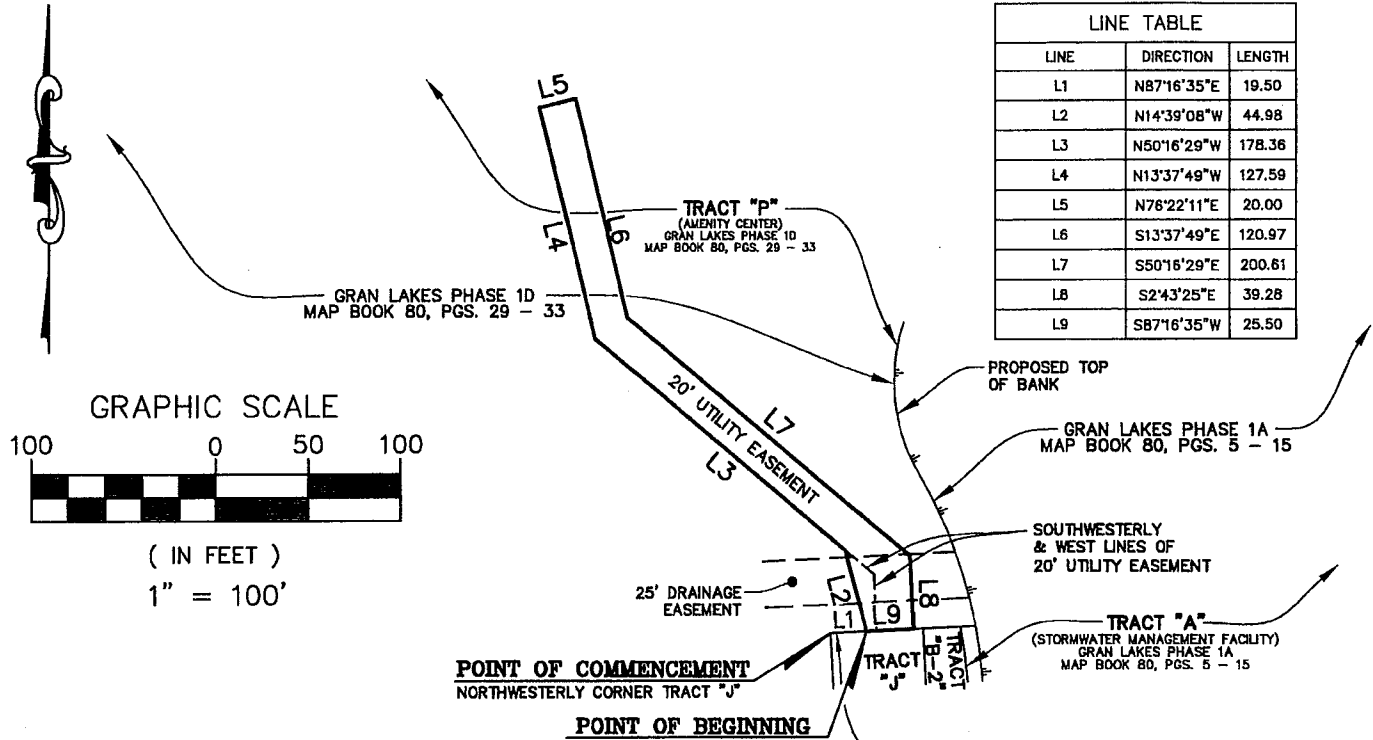 LINE TABLE
LINE DIRECTION LENGTH
L1 N87°16'35"E 19.50
L2 N14°39'08"W 44.98
L3 N50°16'29"W 178.36
L4 N13°37'49"W 127.59
L5 N76°22'11"E 20.00
L6 S13°37'49"E 120.97
L7 S50°16'29"E 200.61
L8 S2°43'25"E 39.28
L9 S87°16'35"W 25.50
L5
TRACT "P"
(AMENITY CENTER)
GRAN LAKES PHASE 1D
MAP BOOK 80, PGS. 29 - 33
L4
L6
GRAN LAKES PHASE 1D
MAP BOOK 80, PGS. 29 - 33
PROPOSED TOP
OF BANK
GRAPHIC SCALE
100 0 50 100
( IN FEET )
1" = 100'
20' UTILITY EASEMENT
L7
L3
GRAN LAKES PHASE 1A
MAP BOOK 80, PGS. 5 - 15
SOUTHWESTERLY
& WEST LINES OF
20' UTILITY EASEMENT
25' DRAINAGE
EASEMENT
L2
L8
L1
L9
TRACT "A"
(STORMWATER MANAGEMENT FACILITY)
GRAN LAKES PHASE 1A
MAP BOOK 80, PGS. 5 - 15
TRACT
"J"
TRACT
"B-2"
POINT OF COMMENCEMENT
NORTHWESTERLY CORNER TRACT "J"
POINT OF BEGINNING